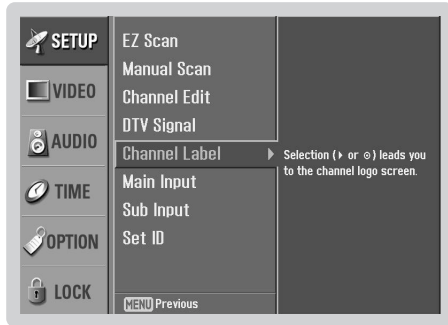 SETUP
VIDEO
AUDIO
TIME
OPTION
LOCK
EZ Scan
Manual Scan
Channel Edit
DTV Signal
Channel Label
Main Input
Sub Input
Set ID
MENU Previous
Selection (▶ or ⊙) leads you
to the channel logo screen.